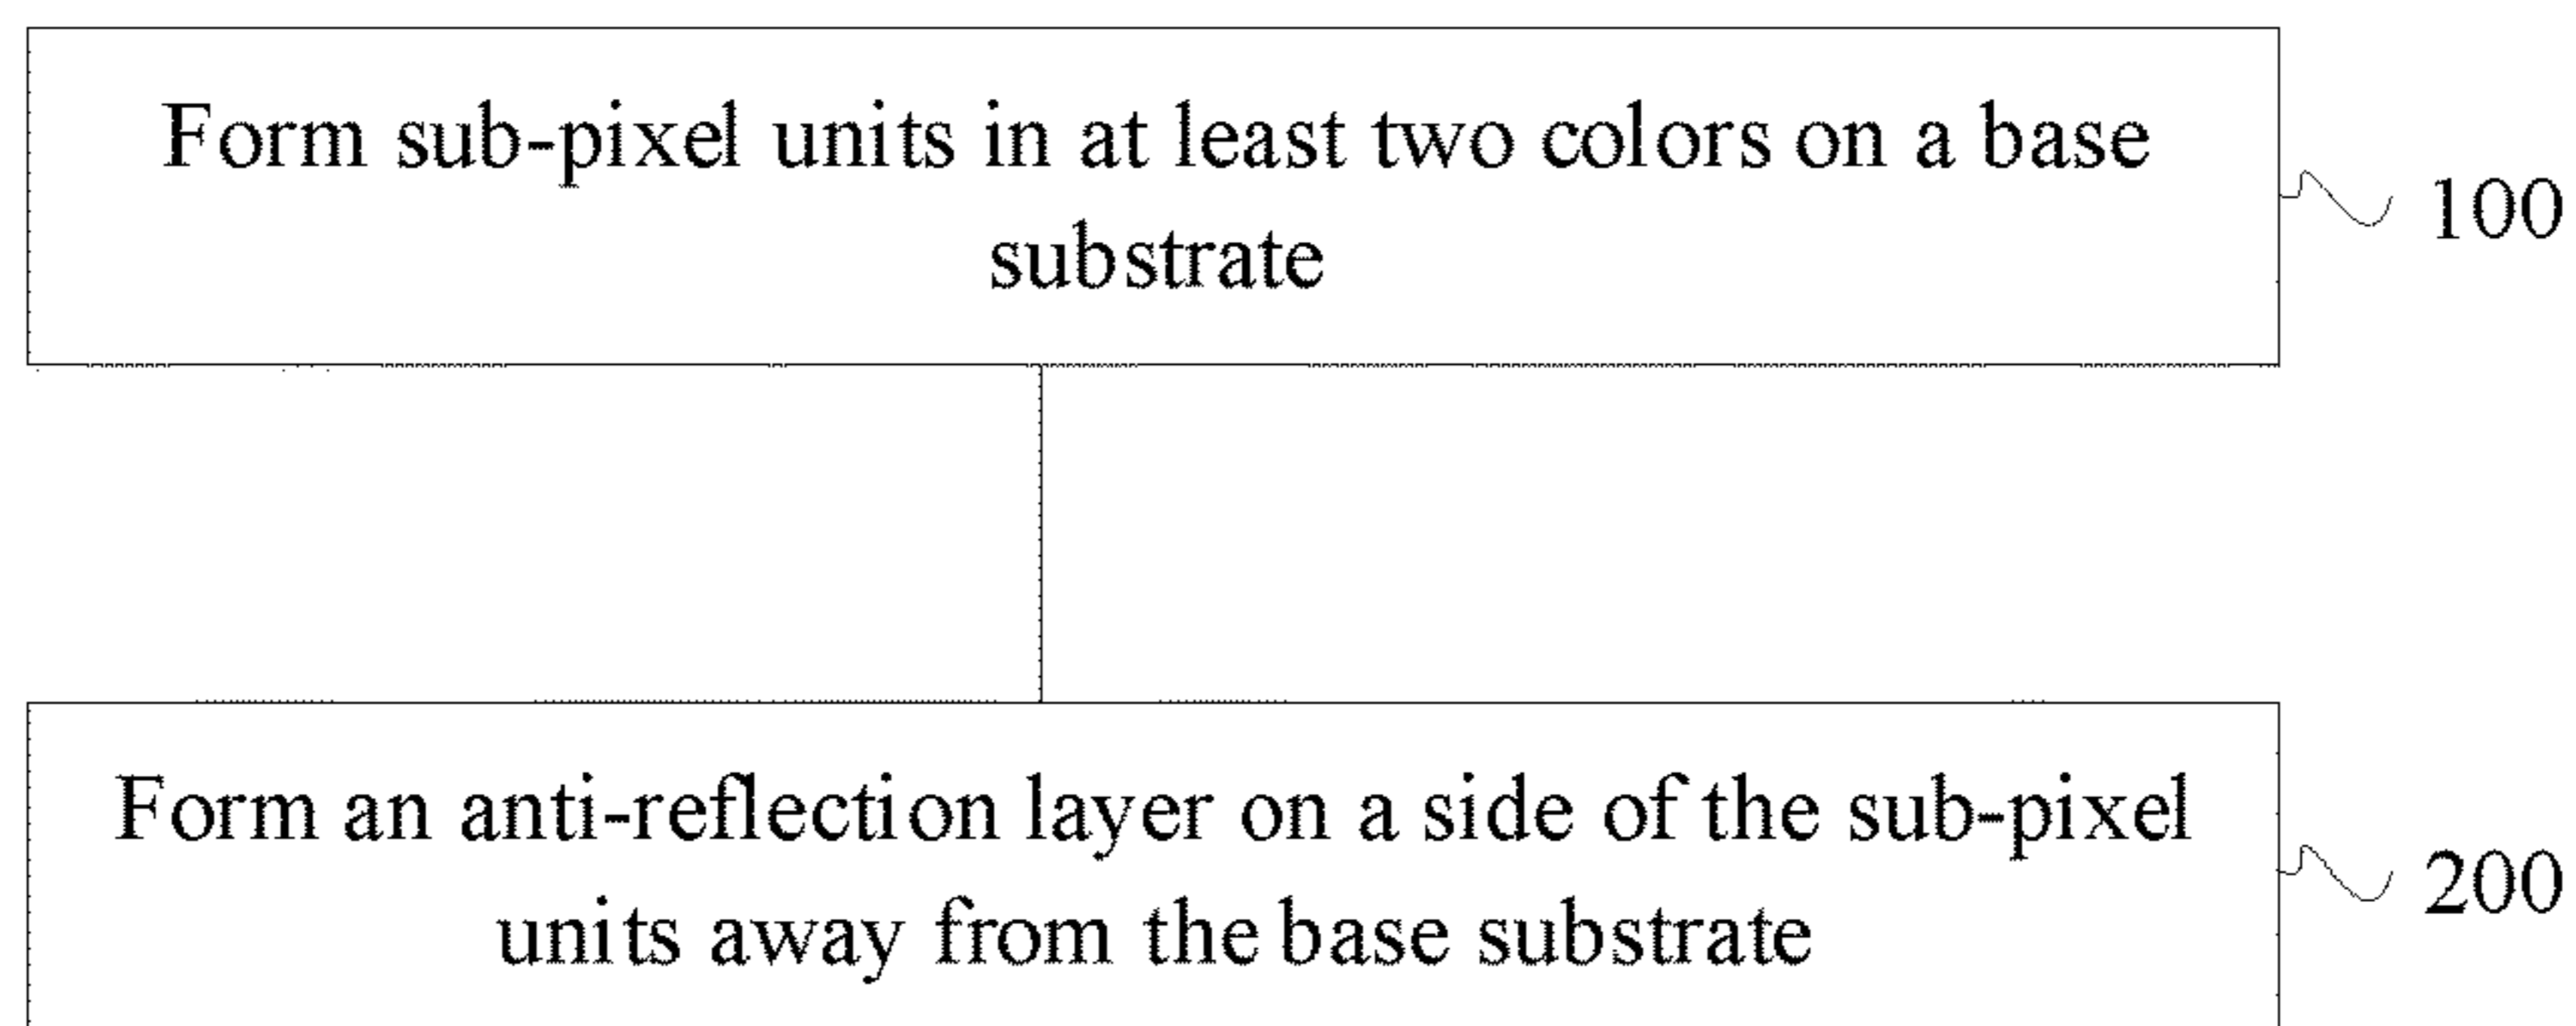 Form sub-pixel units in at least two colors on a base
substrate
100
Form an anti-reflection layer on a side of the sub-pixel
units away from the base substrate
200